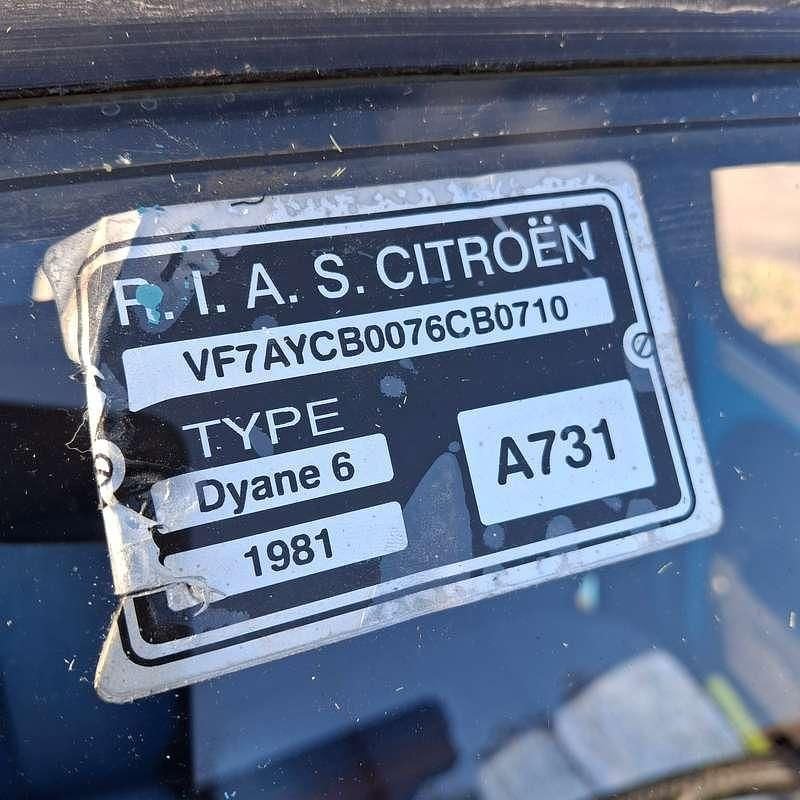 R. I. A. S. CITROËN
VF7AYCB0076CB0710
TYPE
Dyane 6
A731
1981